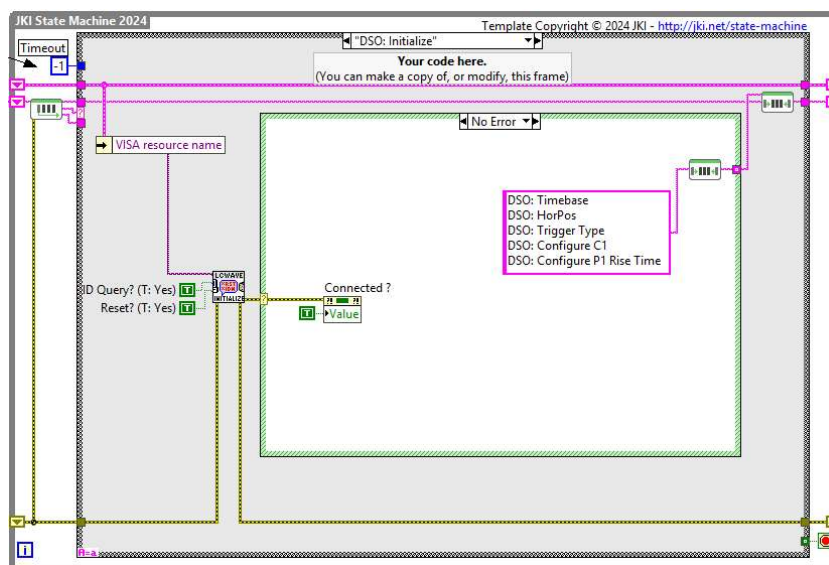 JKI State Machine 2024
Template Copyright © 2024 JKI - http://jki.net/state-machine
Timeout
-1
"DSO: Initialize"
Your code here.
(You can make a copy of, or modify, this frame)
No Error
VISA resource name
DSO: Timebase
DSO: HorPos
DSO: Trigger Type
DSO: Configure C1
DSO: Configure P1 Rise Time
LCWAVE
ID Query? (T: Yes) T
Reset? (T: Yes) T
INITIALIZE
Connected ?
T
Value
i
A=a